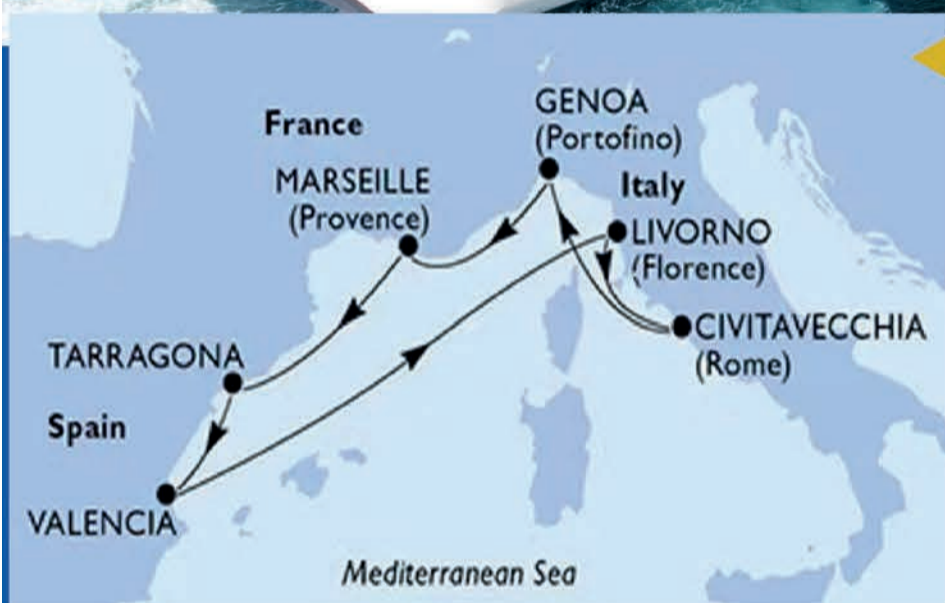 GENOA
(Portofino)
France
Italy
MARSEILLE
(Provence)
LIVORNO
(Florence)
CIVITAVECCHIA
(Rome)
TARRAGONA
Spain
VALENCIA
Mediterranean Sea